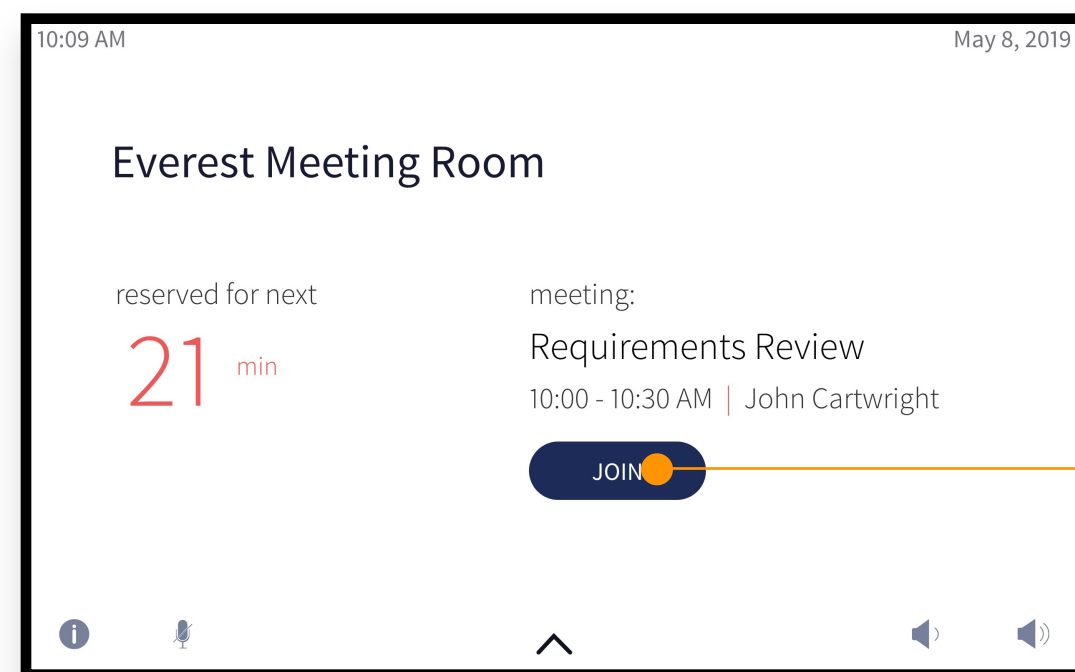 10:09 AM
May 8, 2019
Everest Meeting Room
reserved for next
21 min
meeting:
Requirements Review
10:00 - 10:30 AM | John Cartwright
JOIN